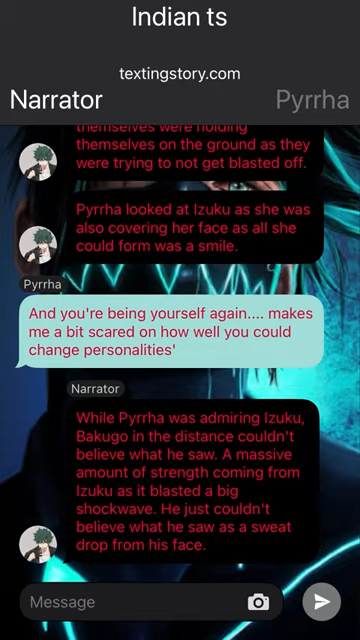 Indian ts
textingstory.com
Narrator
Pyrrha
themselves were holding
themselves on the ground as they
were trying to not get blasted off.
Pyrrha looked at Izuku as she was
also covering her face as all she
could form was a smile.
Pyrrha
And you're being yourself again.... makes
me a bit scared on how well you could
change personalities'
Narrator
While Pyrrha was admiring Izuku,
Bakugo in the distance couldn't
believe what he saw. A massive
amount of strength coming from
Izuku as it blasted a big
shockwave. He just couldn't
believe what he saw as a sweat
drop from his face.
Message